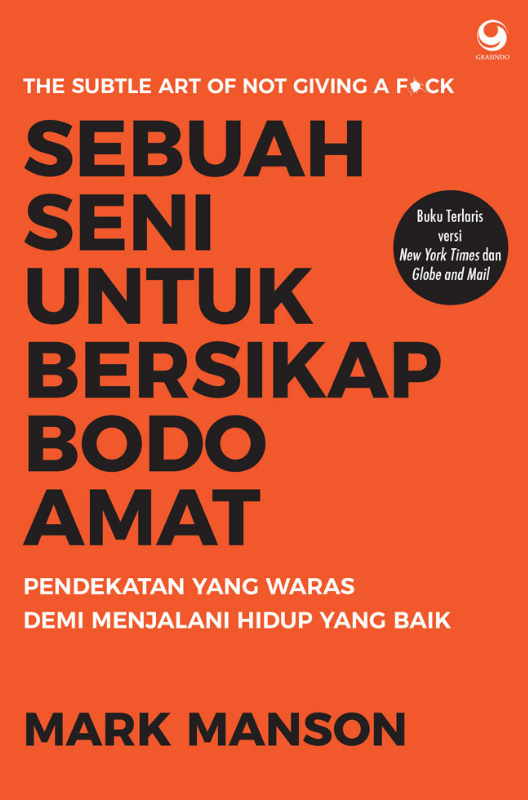 GRASINDO
THE SUBTLE ART OF NOT GIVING A F*CK
SEBUAH
SENI
UNTUK
BERSIKAP
BODO
AMAT
Buku Terlaris
versi
New York Times dan
Globe and Mail
PENDEKATAN YANG WARAS
DEMI MENJALANI HIDUP YANG BAIK
MARK MANSON